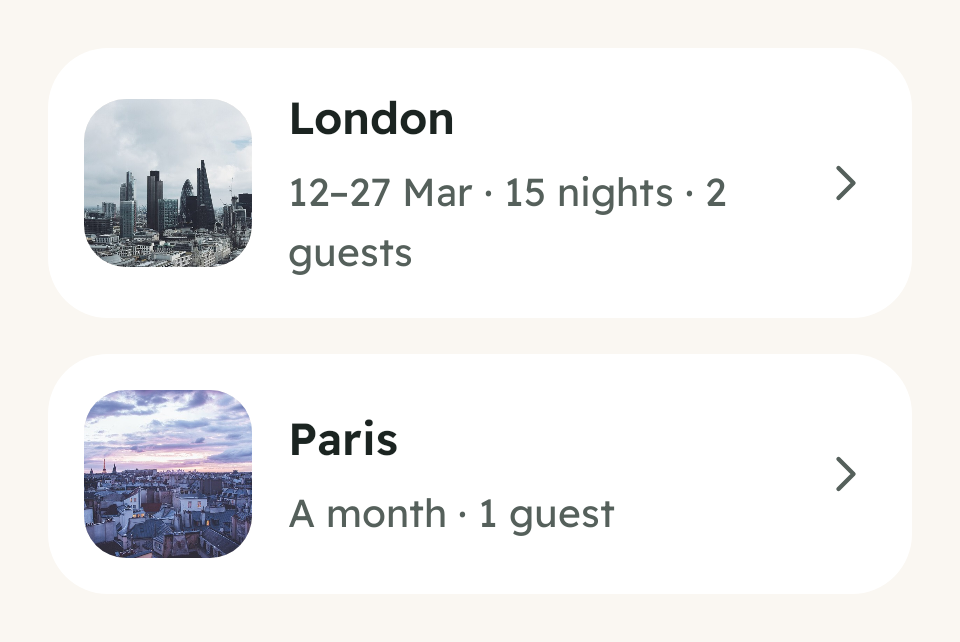 London
12–27 Mar · 15 nights · 2
guests
Paris
A month · 1 guest